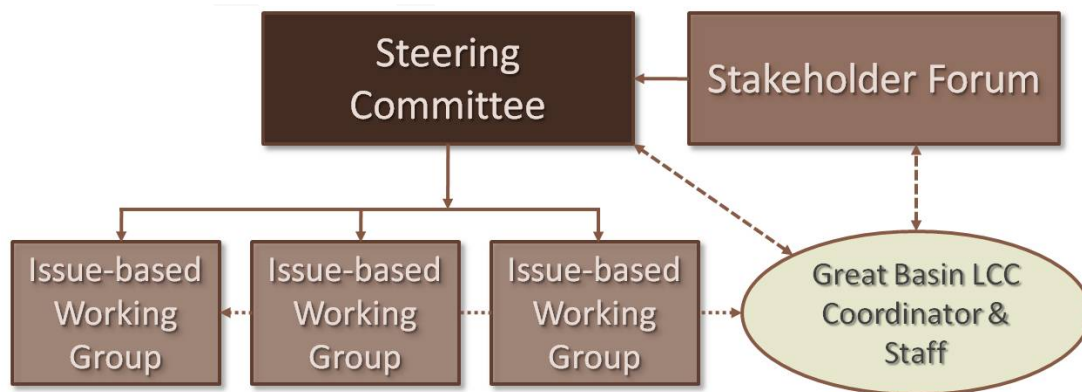 Steering
Committee
Stakeholder Forum
Issue-based
Working
Group
Issue-based
Working
Group
Issue-based
Working
Group
Great Basin LCC
Coordinator &
Staff